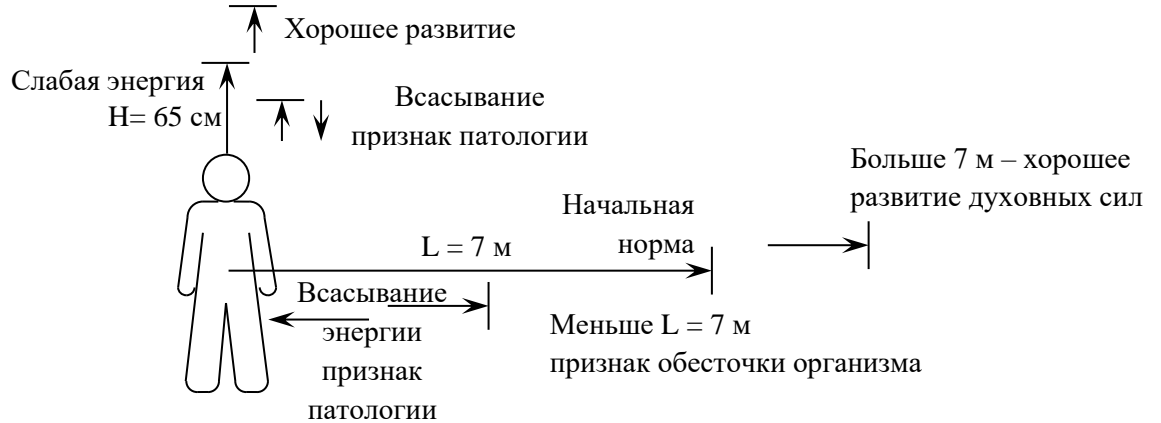 Хорошее развитие
Слабая энергия
H= 65 см
Всасывание
признак патологии
Больше 7 м – хорошее
развитие духовных сил
Начальная
норма
L = 7 м
Всасывание
энергии
признак
патологии
Меньше L = 7 м
признак обесточки организма